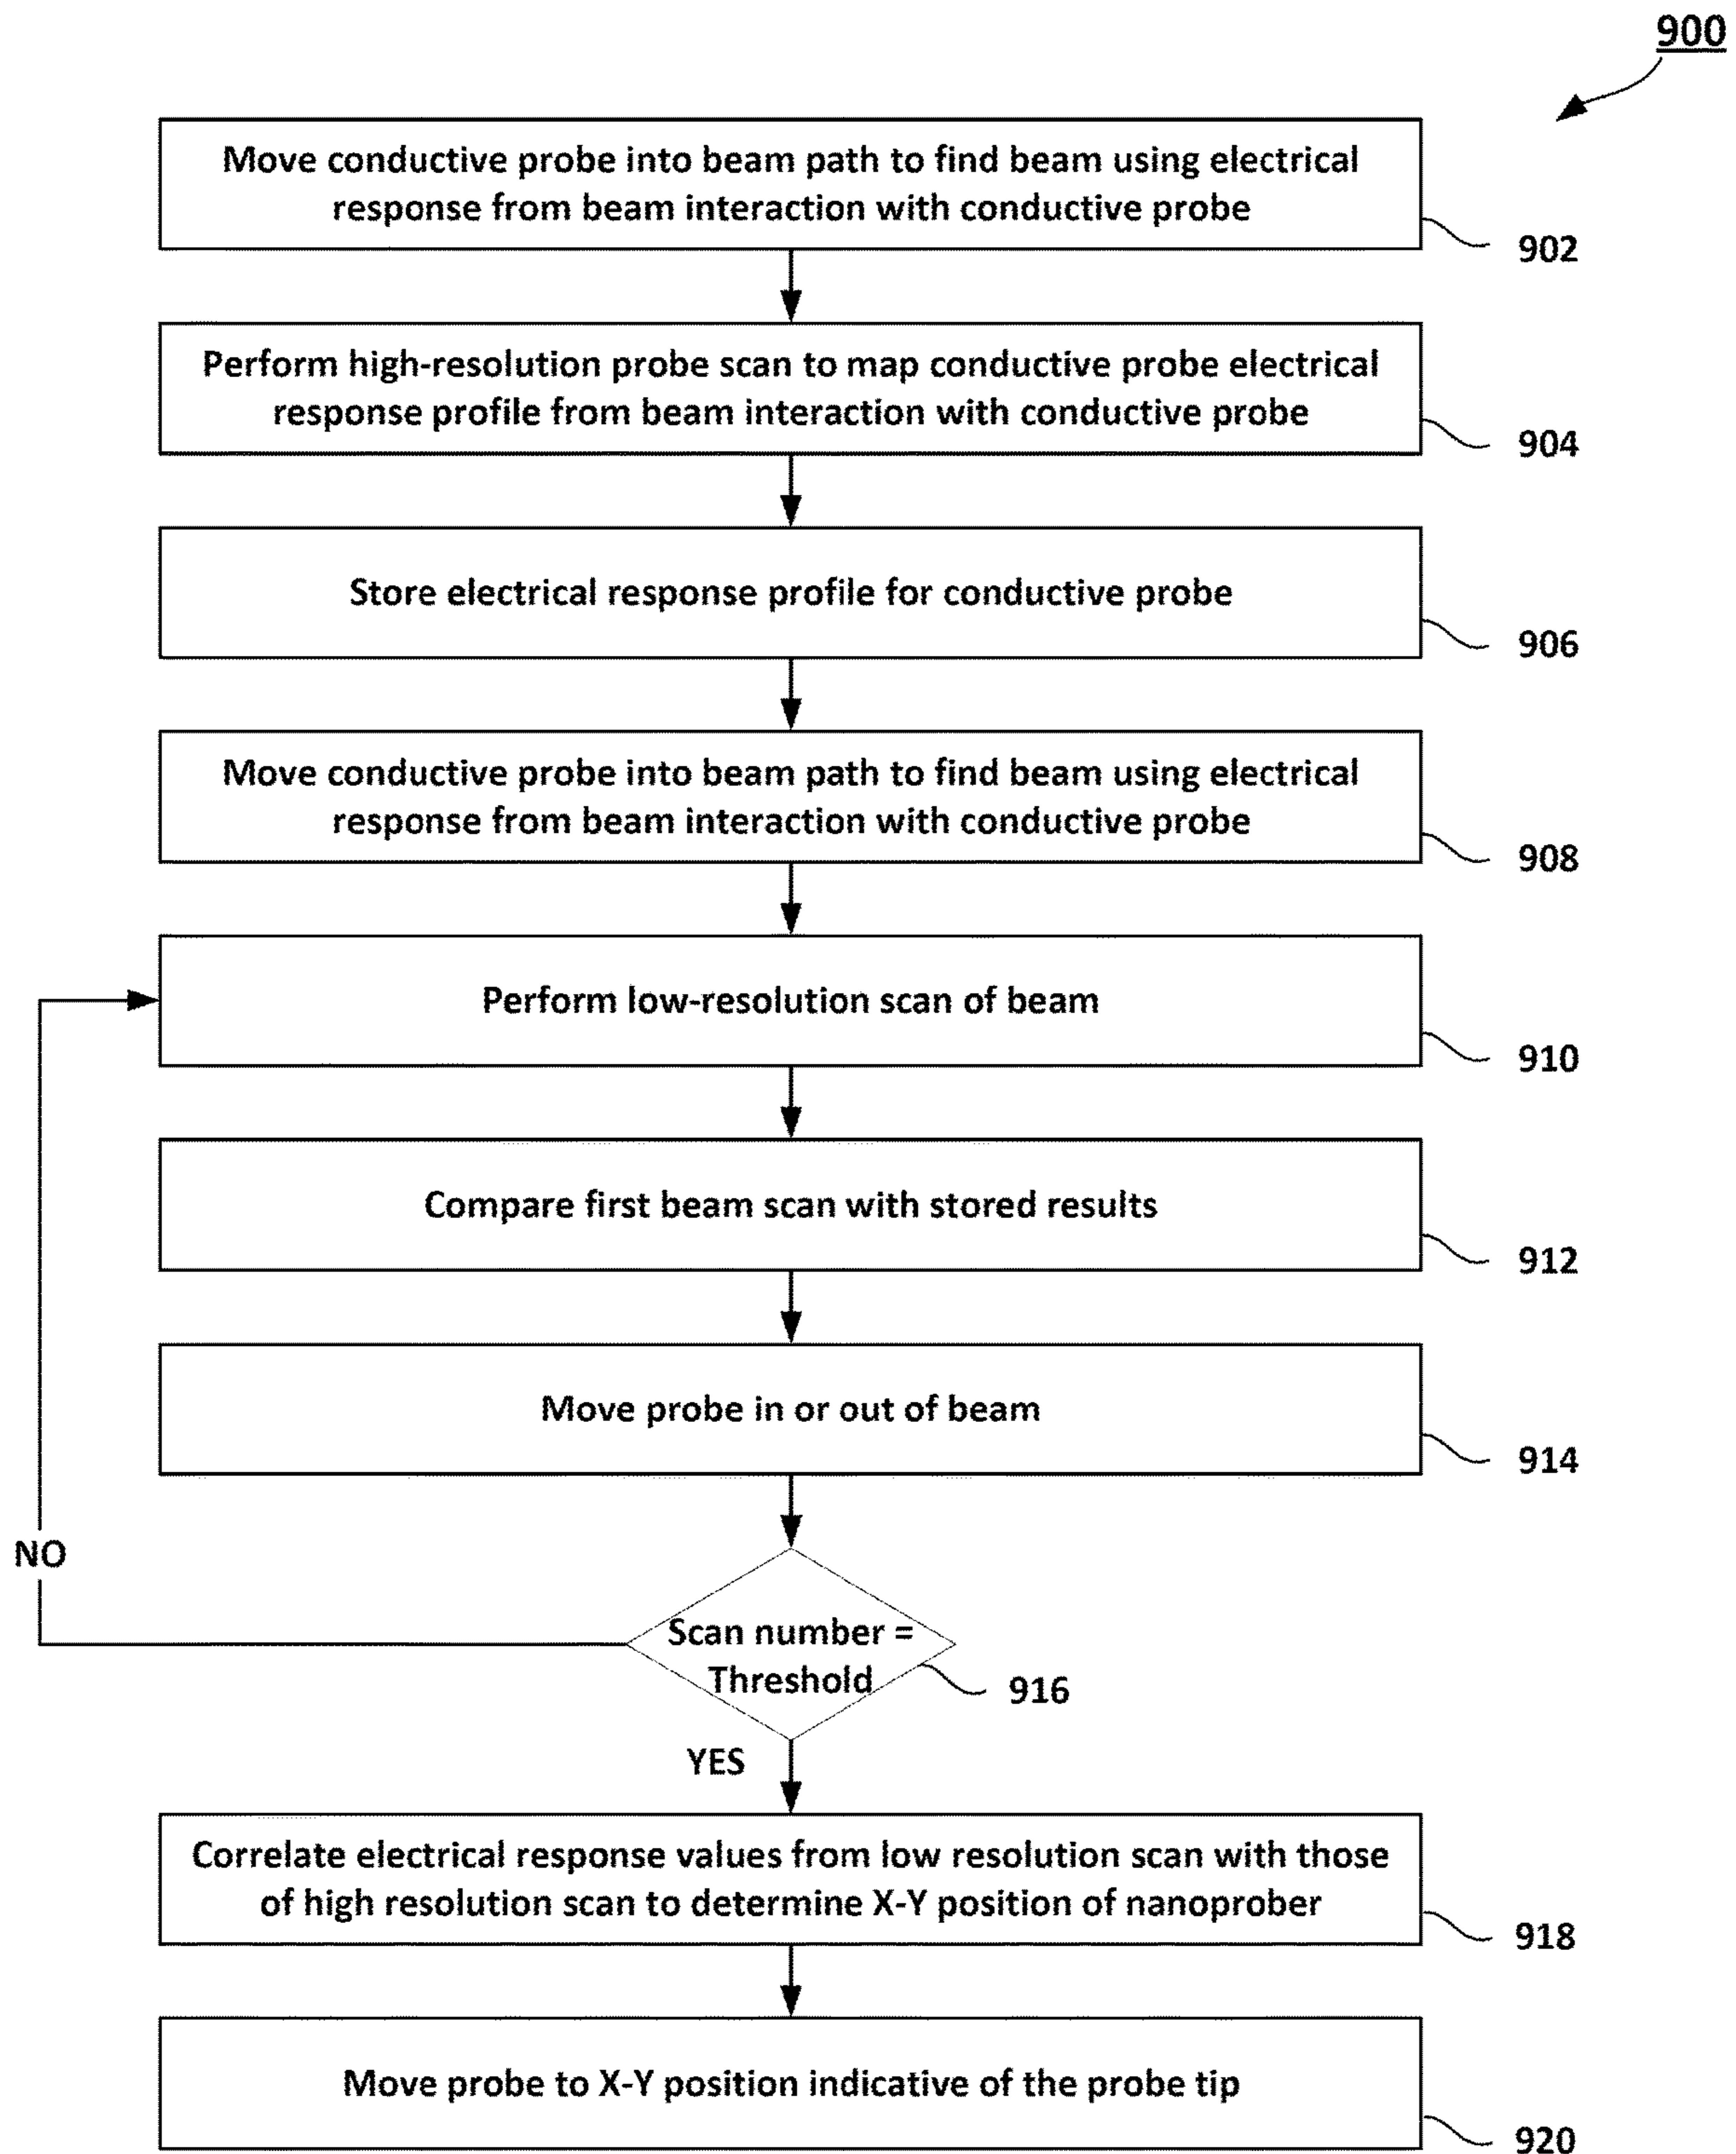 900
Move conductive probe into beam path to find beam using electrical
response from beam interaction with conductive probe
902
Perform high-resolution probe scan to map conductive probe electrical
response profile from beam interaction with conductive probe
904
Store electrical response profile for conductive probe
906
Move conductive probe into beam path to find beam using electrical
response from beam interaction with conductive probe
908
Perform low-resolution scan of beam
910
Compare first beam scan with stored results
912
Move probe in or out of beam
914
NO
Scan number =
Threshold
916
YES
Correlate electrical response values from low resolution scan with those
of high resolution scan to determine X-Y position of nanoprober
918
Move probe to X-Y position indicative of the probe tip
920